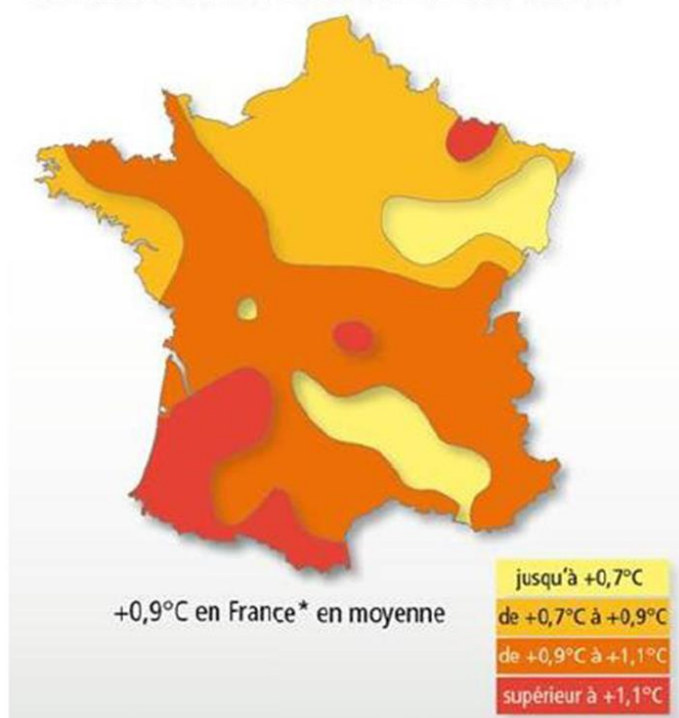 +0,9°C en France* en moyenne
jusqu'à +0,7°C
de +0,7°C à +0,9°C
de +0,9°C à +1,1°C
supérieur à +1,1°C